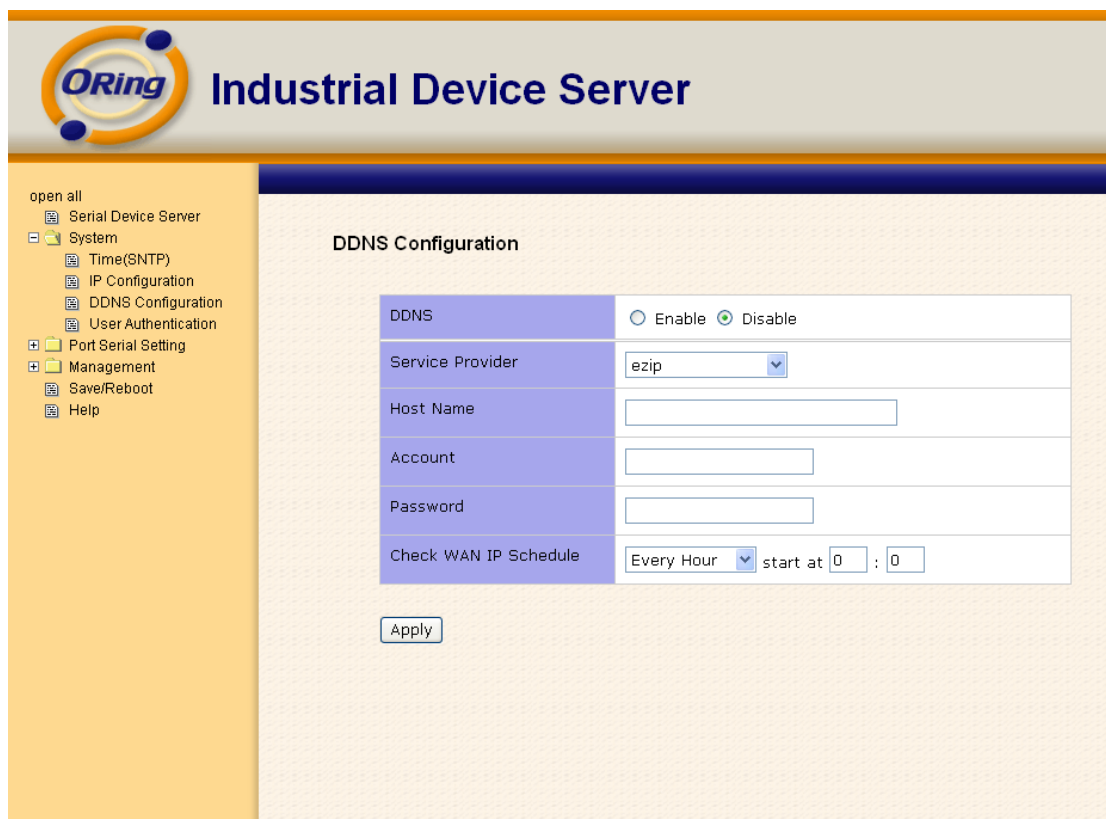 ORing
Industrial Device Server
open all
Serial Device Server
System
Time(SNTP)
IP Configuration
DDNS Configuration
User Authentication
Port Serial Setting
Management
Save/Reboot
Help
DDNS Configuration
DDNS Enable Disable
Service Provider ezip
Host Name
Account
Password
Check WAN IP Schedule Every Hour start at 0 : 0
Apply